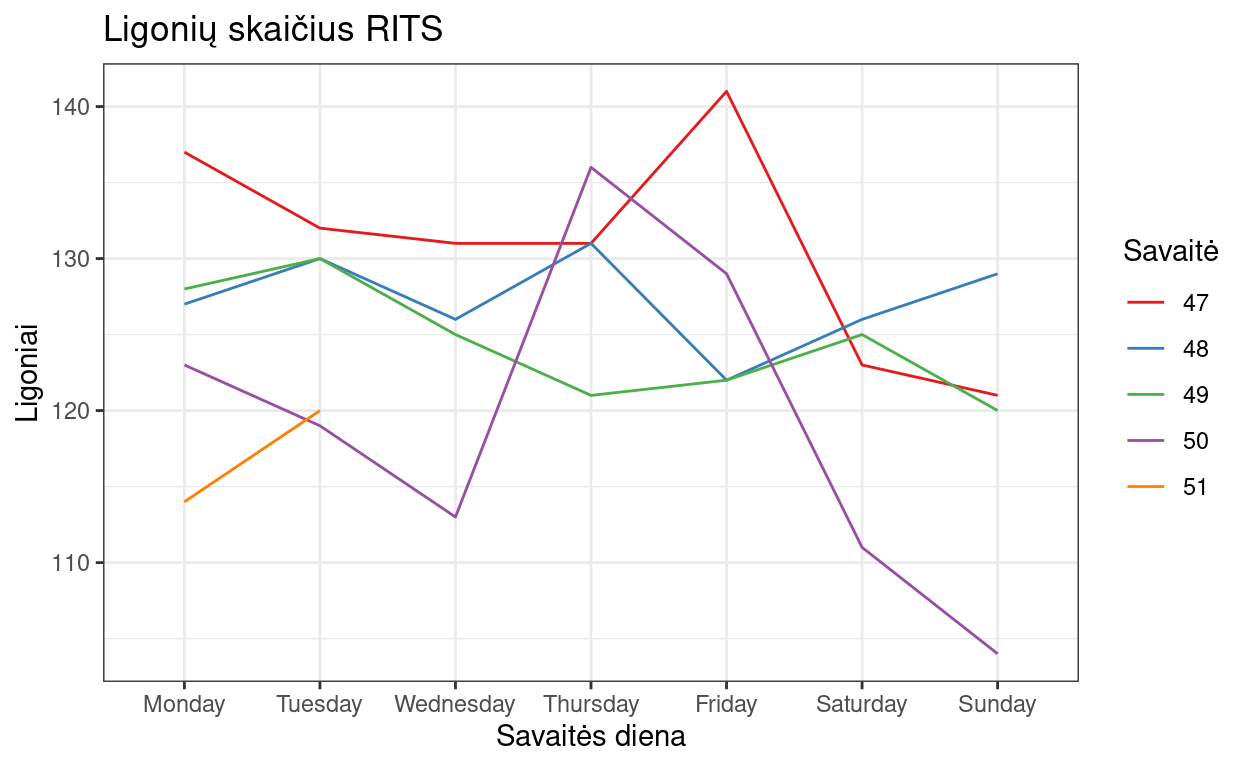 Ligonių skaičius RITS
140
130
120
110
Ligoniai
Monday Tuesday Wednesday Thursday Friday Saturday Sunday
Savaitės diena
Savaitė
47
48
49
50
51